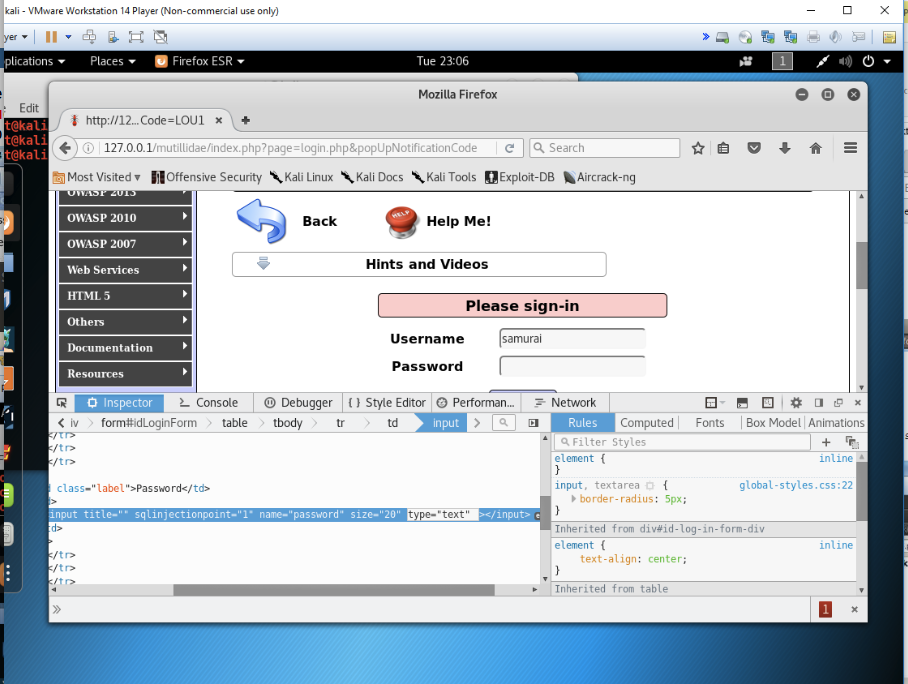 kali - VMware Workstation 14 Player (Non-commercial use only)
yer
plications Places Firefox ESR Tue 23:06 1
Mozilla Firefox
Edit
http://12...Code=LOU1
t@kali
t@kali
t@kali
127.0.0.1/mutillidae/index.php?page=login.php&popUpNotificationCode Search
Most Visited Offensive Security Kali Linux Kali Docs Kali Tools Exploit-DB Aircrack-ng
OWASP 2013
OWASP 2010
OWASP 2007
Web Services
HTML 5
Others
Documentation
Resources
Back HELP Help Me!
Hints and Videos
Please sign-in
Username samurai
Password
Inspector Console Debugger { } Style Editor Performan... Network
iv form#idLoginForm table tbody tr td input
</tr>
</tr>
</tr>
d class="label">Password</td>
d>
input title="" sqlinjectionpoint="1" name="password" size="20" type="text" ></input>
td>
>
</tr>
</tr>
</tr>
Rules Computed Fonts Box Model Animations
Filter Styles
element { inline
}
input, textarea { global-styles.css:22
border-radius: 5px;
}
Inherited from div#id-log-in-form-div
element { inline
text-align: center;
}
Inherited from table
1